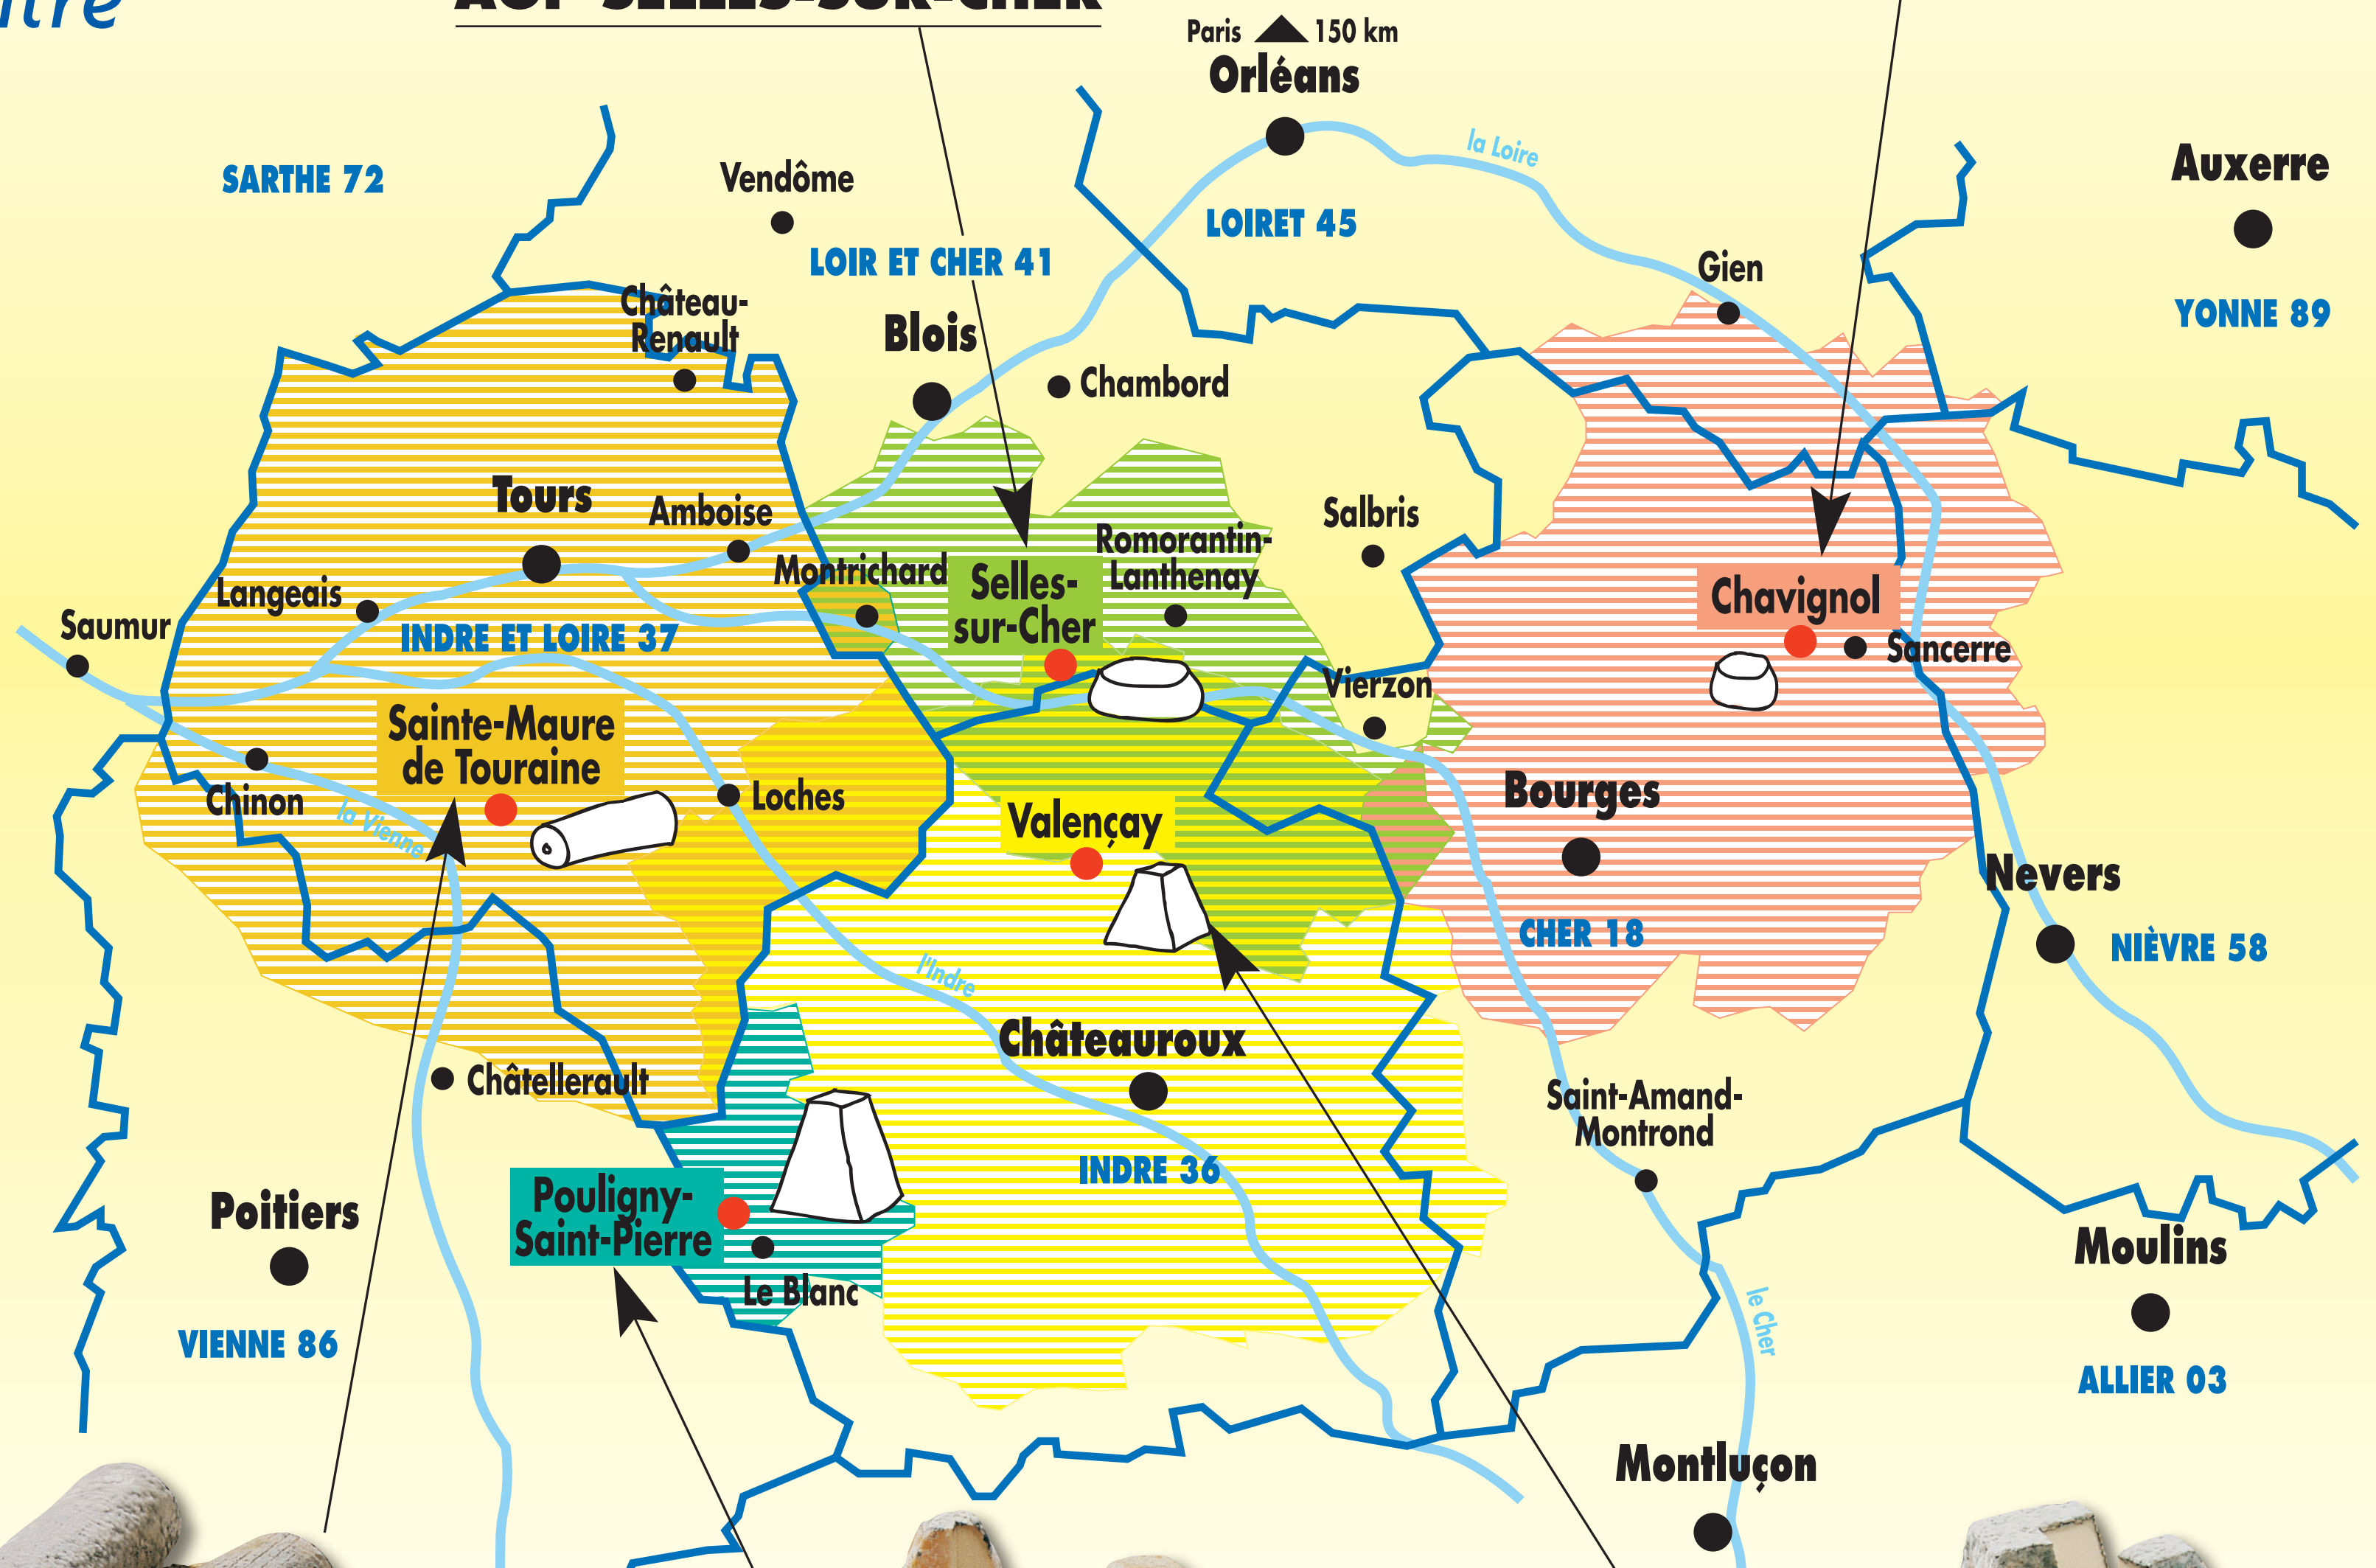 AOP SELLES-SUR-CHER
Paris 150 km
Orléans
la Loire
SARTHE 72
Vendôme
Auxerre
LOIRET 45
LOIR ET CHER 41
Gien
Château-
Renault
YONNE 89
Blois
Chambord
Tours
Amboise
Salbris
Romorantin-
Lanthenay
Montrichard
Selles-
sur-Cher
Langeais
Chavignol
Saumur
INDRE ET LOIRE 37
Sancerre
Vierzon
Sainte-Maure
de Touraine
Chinon
la Vienne
Loches
Bourges
Valençay
Nevers
CHER 18
NIÈVRE 58
l'Indre
Châteauroux
Châtellerault
Saint-Amand-
Montrond
INDRE 36
Pouligny-
Saint-Pierre
Poitiers
Le Blanc
Moulins
le Cher
VIENNE 86
ALLIER 03
Montluçon